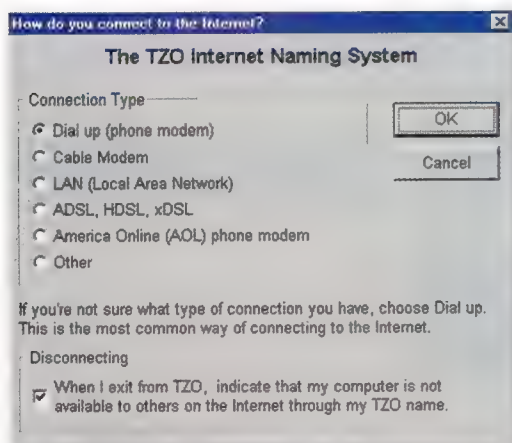 How do you connect to the Internet?
The TZO Internet Naming System
Connection Type
Dial up (phone modem)
Cable Modem
LAN (Local Area Network)
ADSL, HDSL, xDSL
America Online (AOL) phone modem
Other
OK
Cancel
If you're not sure what type of connection you have, choose Dial up.
This is the most common way of connecting to the Internet.
Disconnecting
When I exit from TZO, indicate that my computer is not
available to others on the Internet through my TZO name.